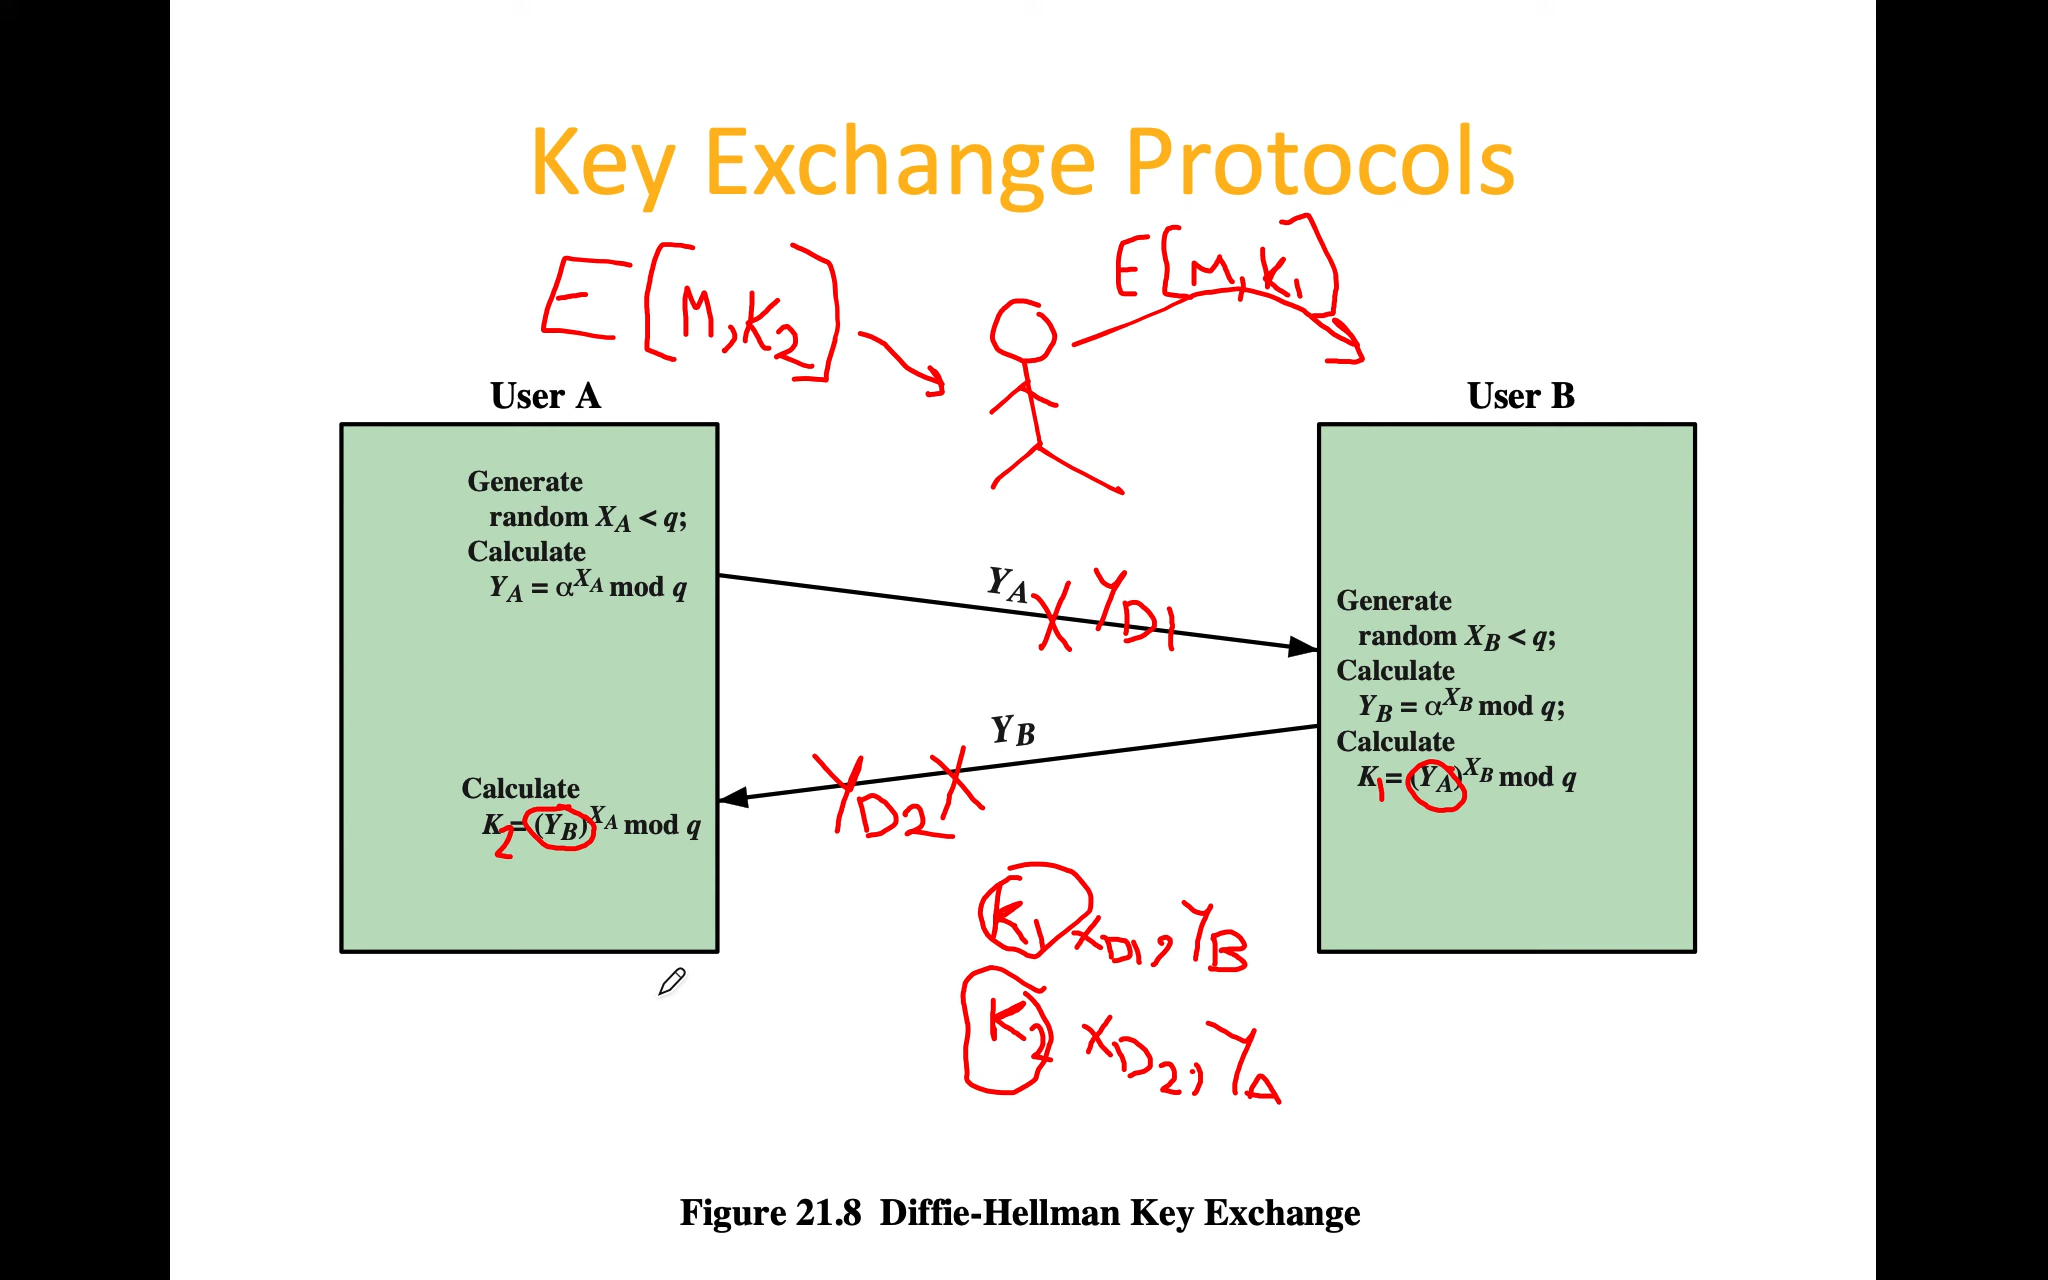 Key Exchange Protocols
E[M,K2]
E[M,K1]
User A
User B
Generate
random XA < q;
Calculate
YA = αXA mod q
YA X YD1
Generate
random XB < q;
Calculate
YB = αXB mod q;
Calculate
K1 = (YA)XB mod q
YB
YD2 X
Calculate
K2 = (YB)XA mod q
K1 XD1, YB
K2 XD2, YA
Figure 21.8 Diffie-Hellman Key Exchange